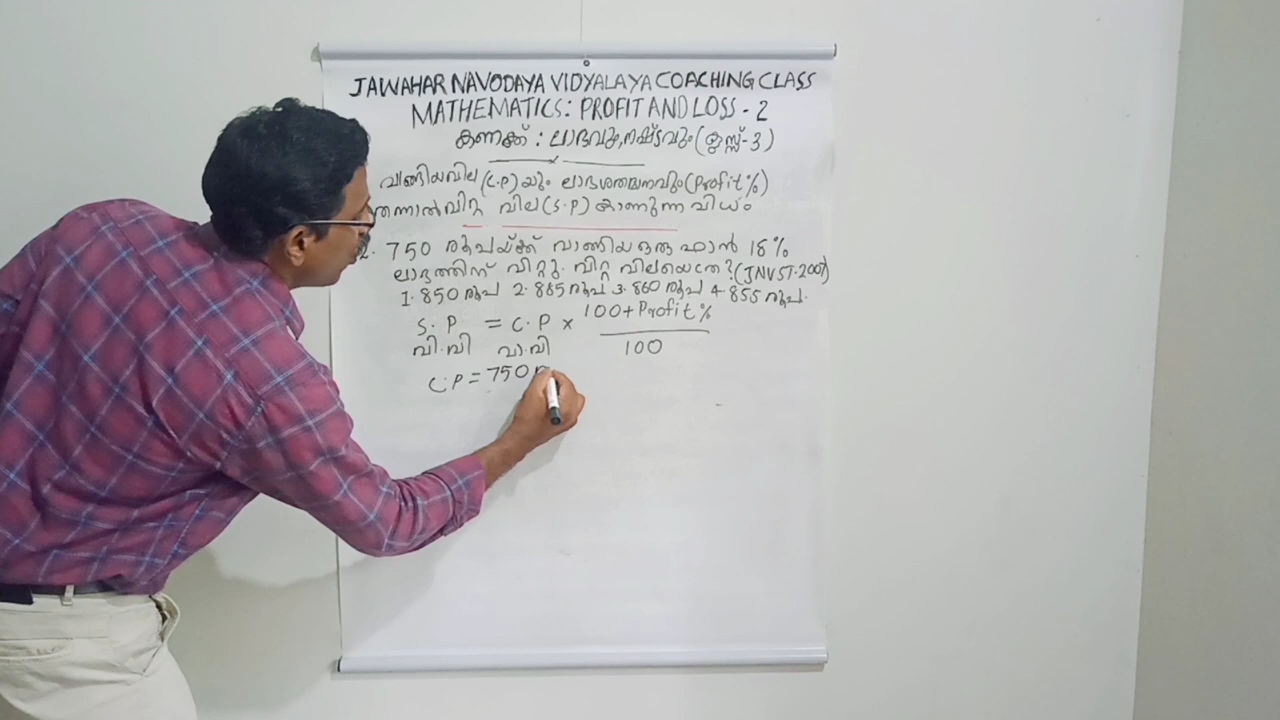 JAWAHAR NAVODAYA VIDYALAYA COACHING CLASS
MATHEMATICS: PROFIT AND LOSS - 2
കണക്ക് : ലാഭവും, നഷ്ടവും (ക്ലാസ്സ്-3)
വാങ്ങിയവില (C.P) യും ലാഭശതമാനവും (Profit %)
തന്നാൽ വിറ്റ വില (S.P) കാണുന്ന വിധം
2. 750 രൂപയ്ക്ക് വാങ്ങിയ ഒരു ഫാൻ 18%
ലാഭത്തിന് വിറ്റു. വിറ്റ വിലയെത്ര? (JNVST-2007)
1. 850 രൂപ 2. 885 രൂപ 3. 860 രൂപ 4. 855 രൂപ.
S.P. = C.P × 100+Profit %
വി.വി വാ.വി 100
C.P = 750